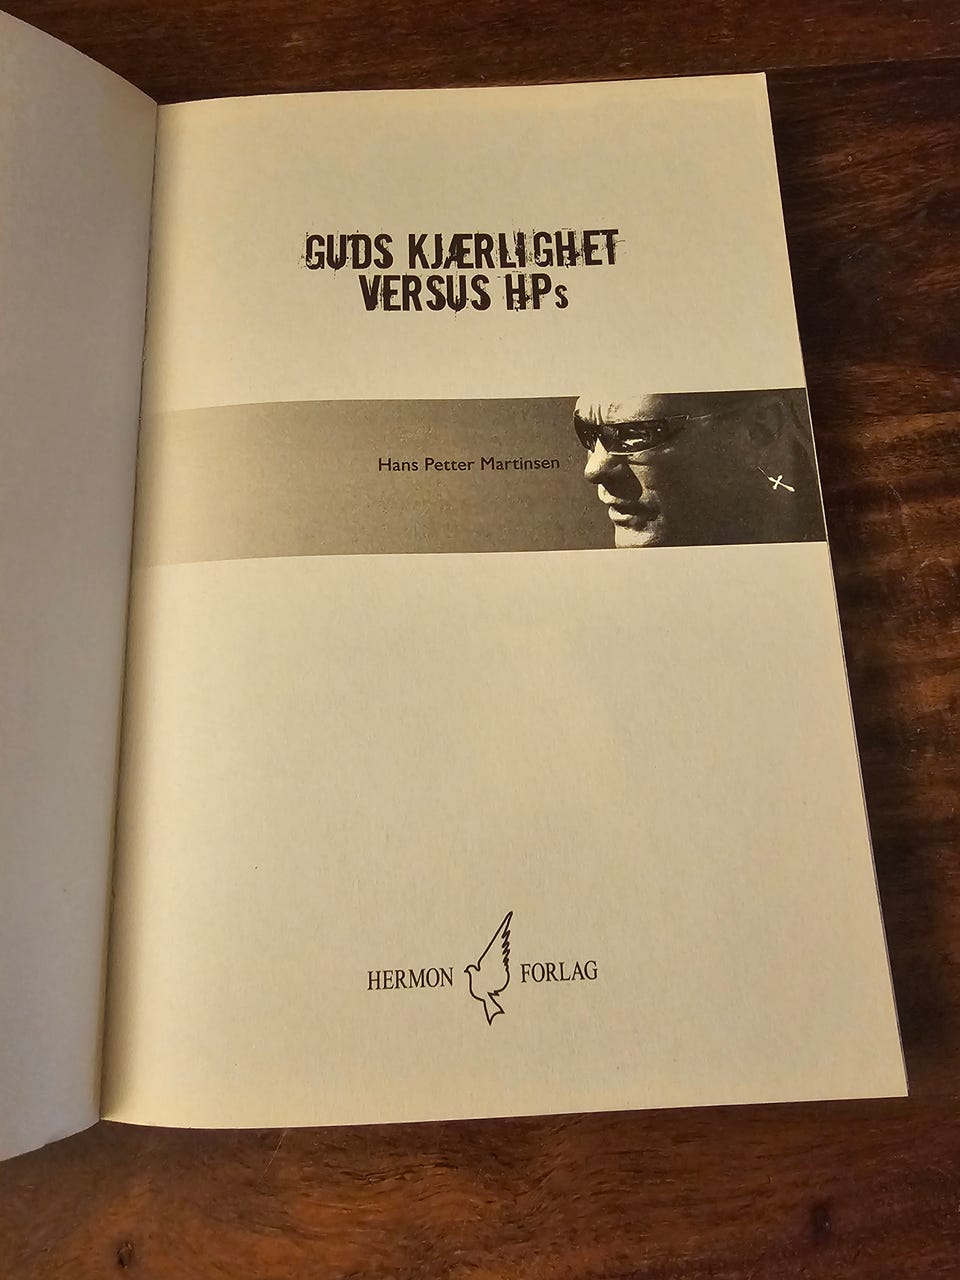 GUDS KJÆRLIGHET
VERSUS HPs
Hans Petter Martinsen
HERMON FORLAG